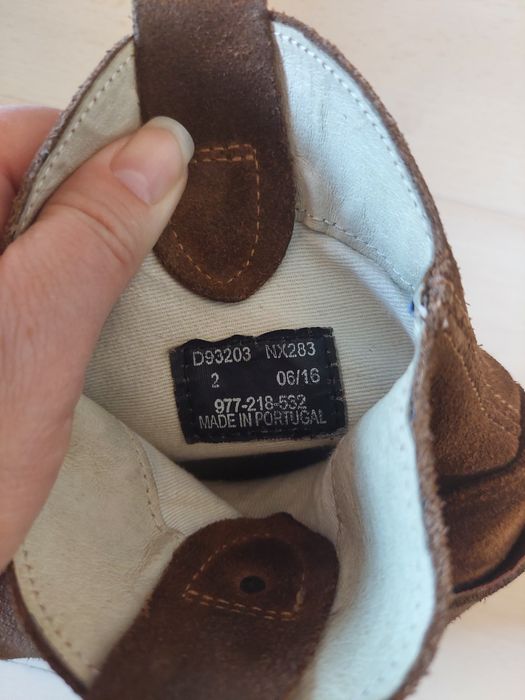 D93203 NX283
2 06/16
977-218-532
MADE IN PORTUGAL